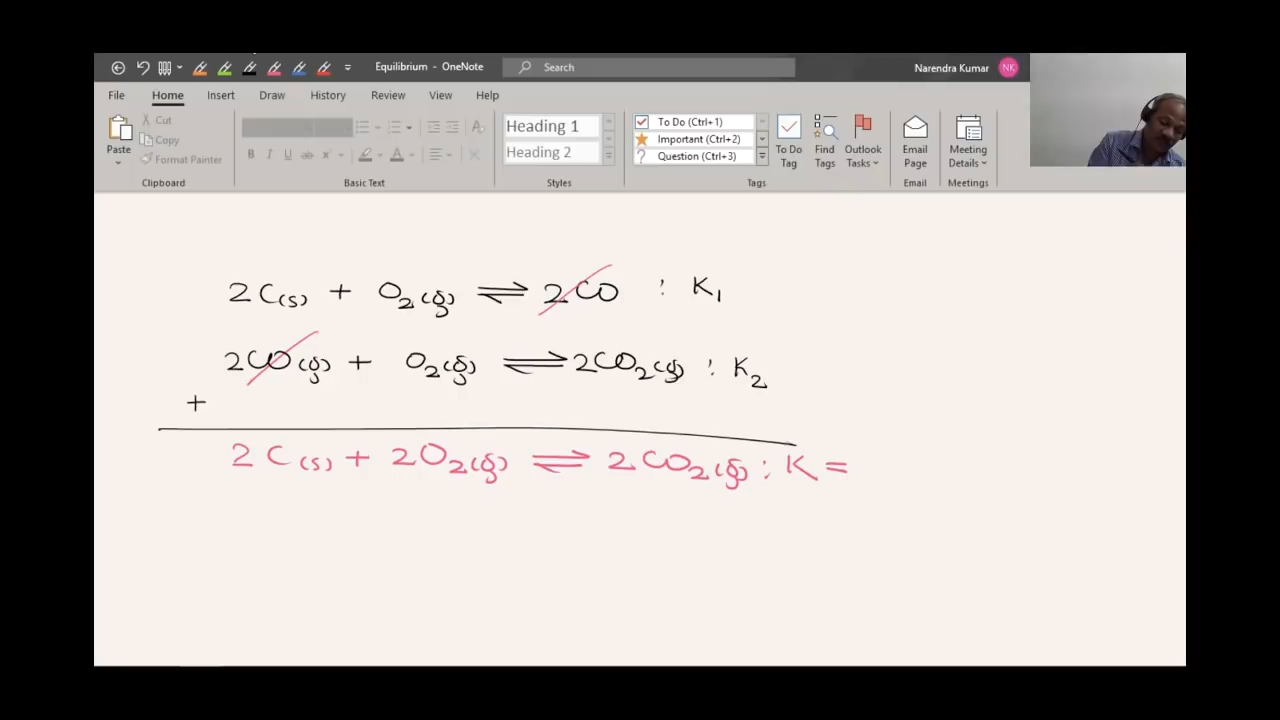 Equilibrium - OneNote
Search
Narendra Kumar NK
File Home Insert Draw History Review View Help
Paste
Cut
Copy
Format Painter
Clipboard
B I U ab x
Basic Text
Heading 1
Heading 2
Styles
To Do (Ctrl+1)
Important (Ctrl+2)
? Question (Ctrl+3)
Tags
To Do Tag
Find Tags
Outlook Tasks
Email Page
Email
Meeting Details
Meetings
2C(s) + O₂(g) ⇌ 2CO : K₁
2CO(g) + O₂(g) ⇌ 2CO₂(g) : K₂
+
2C(s) + 2O₂(g) ⇌ 2CO₂(g) : K =